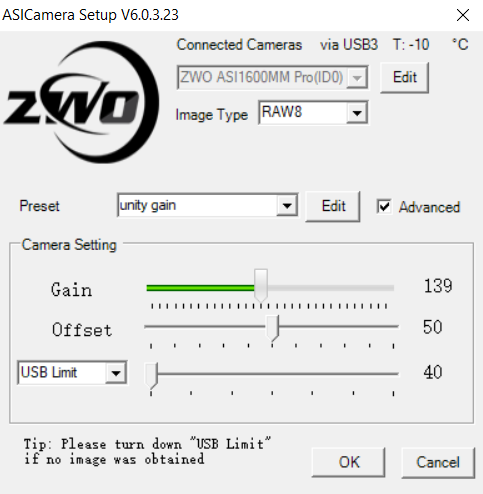 ASICamera Setup V6.0.3.23
Connected Cameras via USB3 T: -10 °C
ZWO ASI1600MM Pro(ID0) Edit
ZWO
Image Type RAW8
Preset unity gain Edit Advanced
Camera Setting
Gain 139
Offset 50
USB Limit 40
Tip: Please turn down "USB Limit"
if no image was obtained
OK Cancel